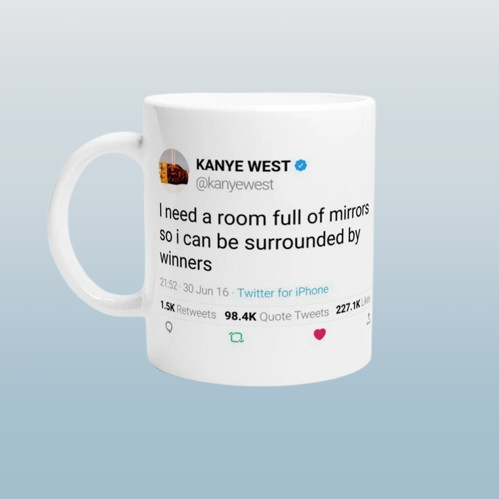 KANYE WEST
@kanyewest
I need a room full of mirrors
so i can be surrounded by
winners
21:52 · 30 Jun 16 · Twitter for iPhone
1.5K Retweets 98.4K Quote Tweets 227.1K Likes